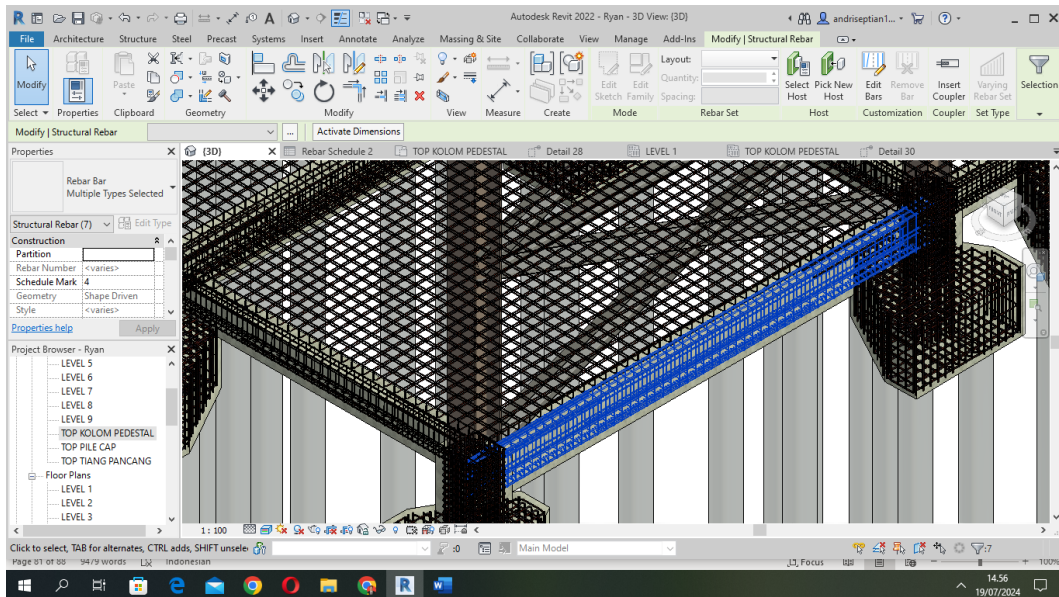 Autodesk Revit 2022 - Ryan - 3D View: {3D}
andriseptian1...
File Architecture Structure Steel Precast Systems Insert Annotate Analyze Massing & Site Collaborate View Manage Add-Ins Modify | Structural Rebar
Modify
Properties
Paste
Layout:
Quantity:
Spacing:
Edit Sketch
Edit Family
Select Host
Pick New Host
Edit Bars
Remove Bar
Insert Coupler
Varying Rebar Set
Selection
Select Properties Clipboard Geometry Modify View Measure Create Mode Rebar Set Host Customization Coupler Set Type
Modify | Structural Rebar
...
Activate Dimensions
Properties
{3D} Rebar Schedule 2 TOP KOLOM PEDESTAL Detail 28 LEVEL 1 TOP KOLOM PEDESTAL Detail 30
Rebar Bar
Multiple Types Selected
Structural Rebar (7) Edit Type
Construction
Partition
Rebar Number <varies>
Schedule Mark 4
Geometry Shape Driven
Style <varies>
Properties help Apply
Project Browser - Ryan
LEVEL 5
LEVEL 6
LEVEL 7
LEVEL 8
LEVEL 9
TOP KOLOM PEDESTAL
TOP PILE CAP
TOP TIANG PANCANG
Floor Plans
LEVEL 1
LEVEL 2
LEVEL 3
1 : 100
Click to select, TAB for alternates, CTRL adds, SHIFT unselec
:0
Main Model
:7
Page 81 of 88 9479 words Indonesian
Focus
100%
14.56
19/07/2024